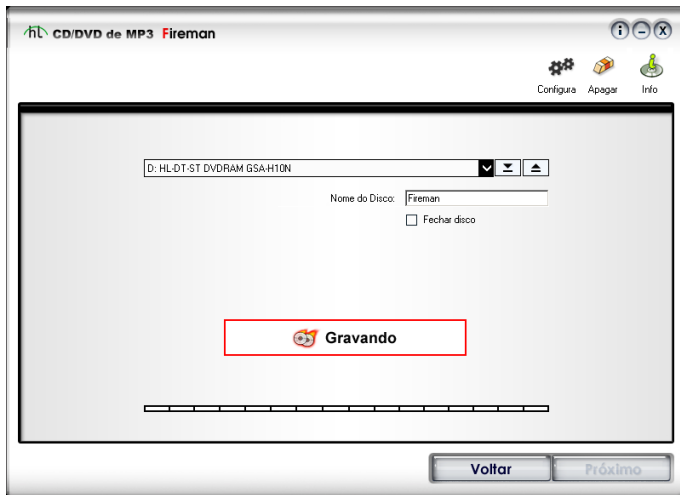 hL CD/DVD de MP3 Fireman
Configura Apagar Info
D: HL-DT-ST DVDRAM GSA-H10N
Nome do Disco: Fireman
Fechar disco
Gravando
Voltar Próximo